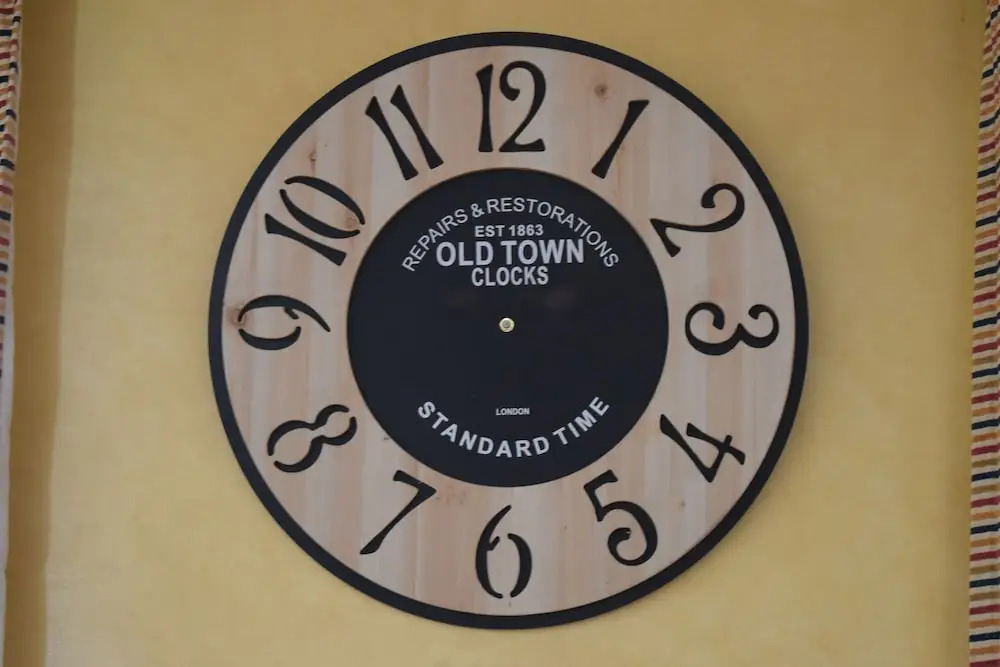 12
1
2
3
4
5
6
7
8
9
10
11
REPAIRS & RESTORATIONS
EST 1863
OLD TOWN
CLOCKS
LONDON
STANDARD TIME